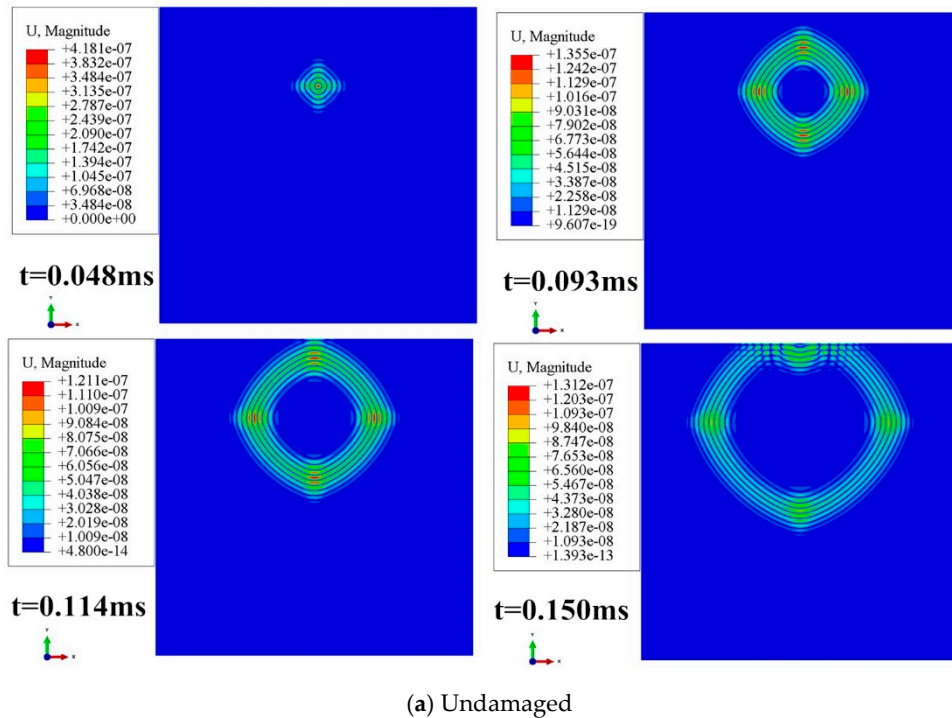 U, Magnitude
+4.181e-07
+3.832e-07
+3.484e-07
+3.135e-07
+2.787e-07
+2.439e-07
+2.090e-07
+1.742e-07
+1.394e-07
+1.045e-07
+6.968e-08
+3.484e-08
+0.000e+00
t=0.048ms
Y
X
U, Magnitude
+1.355e-07
+1.242e-07
+1.129e-07
+1.016e-07
+9.031e-08
+7.902e-08
+6.773e-08
+5.644e-08
+4.515e-08
+3.387e-08
+2.258e-08
+1.129e-08
+9.607e-19
t=0.093ms
Y
X
U, Magnitude
+1.211e-07
+1.110e-07
+1.009e-07
+9.084e-08
+8.075e-08
+7.066e-08
+6.056e-08
+5.047e-08
+4.038e-08
+3.028e-08
+2.019e-08
+1.009e-08
+4.800e-14
t=0.114ms
Y
X
U, Magnitude
+1.312e-07
+1.203e-07
+1.093e-07
+9.840e-08
+8.747e-08
+7.653e-08
+6.560e-08
+5.467e-08
+4.373e-08
+3.280e-08
+2.187e-08
+1.093e-08
+1.393e-13
t=0.150ms
Y
X
(a) Undamaged